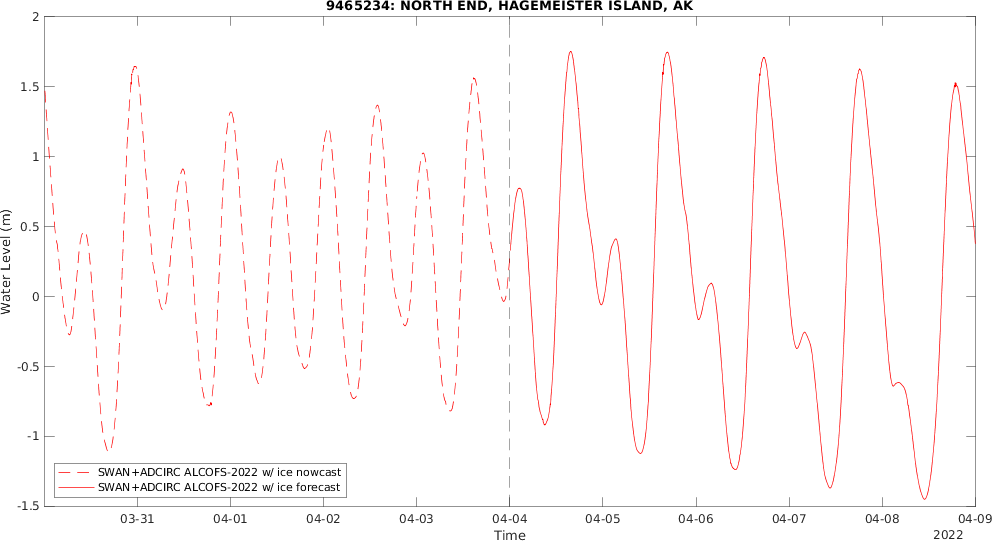 9465234: NORTH END, HAGEMEISTER ISLAND, AK
2
1.5
1
0.5
0
-0.5
-1
-1.5
Water Level (m)
SWAN+ADCIRC ALCOFS-2022 w/ ice nowcast
SWAN+ADCIRC ALCOFS-2022 w/ ice forecast
03-31 04-01 04-02 04-03 04-04 04-05 04-06 04-07 04-08 04-09
Time
2022